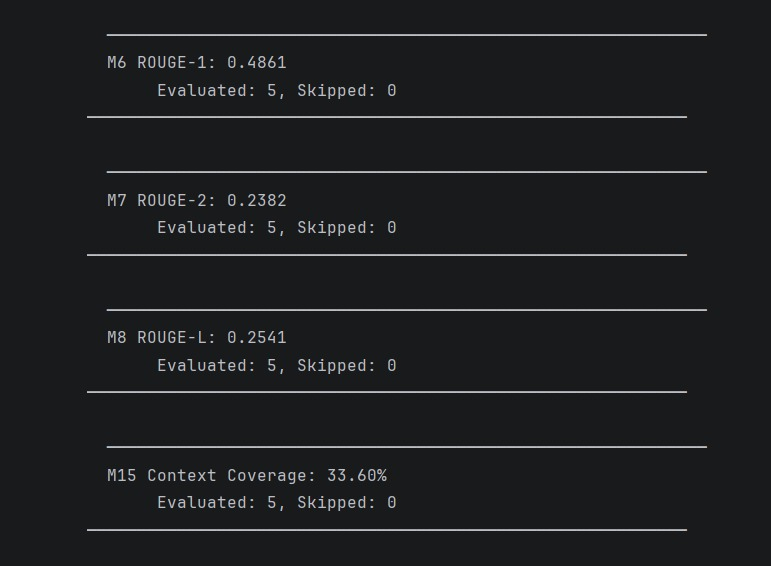 M6 ROUGE-1: 0.4861
Evaluated: 5, Skipped: 0
M7 ROUGE-2: 0.2382
Evaluated: 5, Skipped: 0
M8 ROUGE-L: 0.2541
Evaluated: 5, Skipped: 0
M15 Context Coverage: 33.60%
Evaluated: 5, Skipped: 0